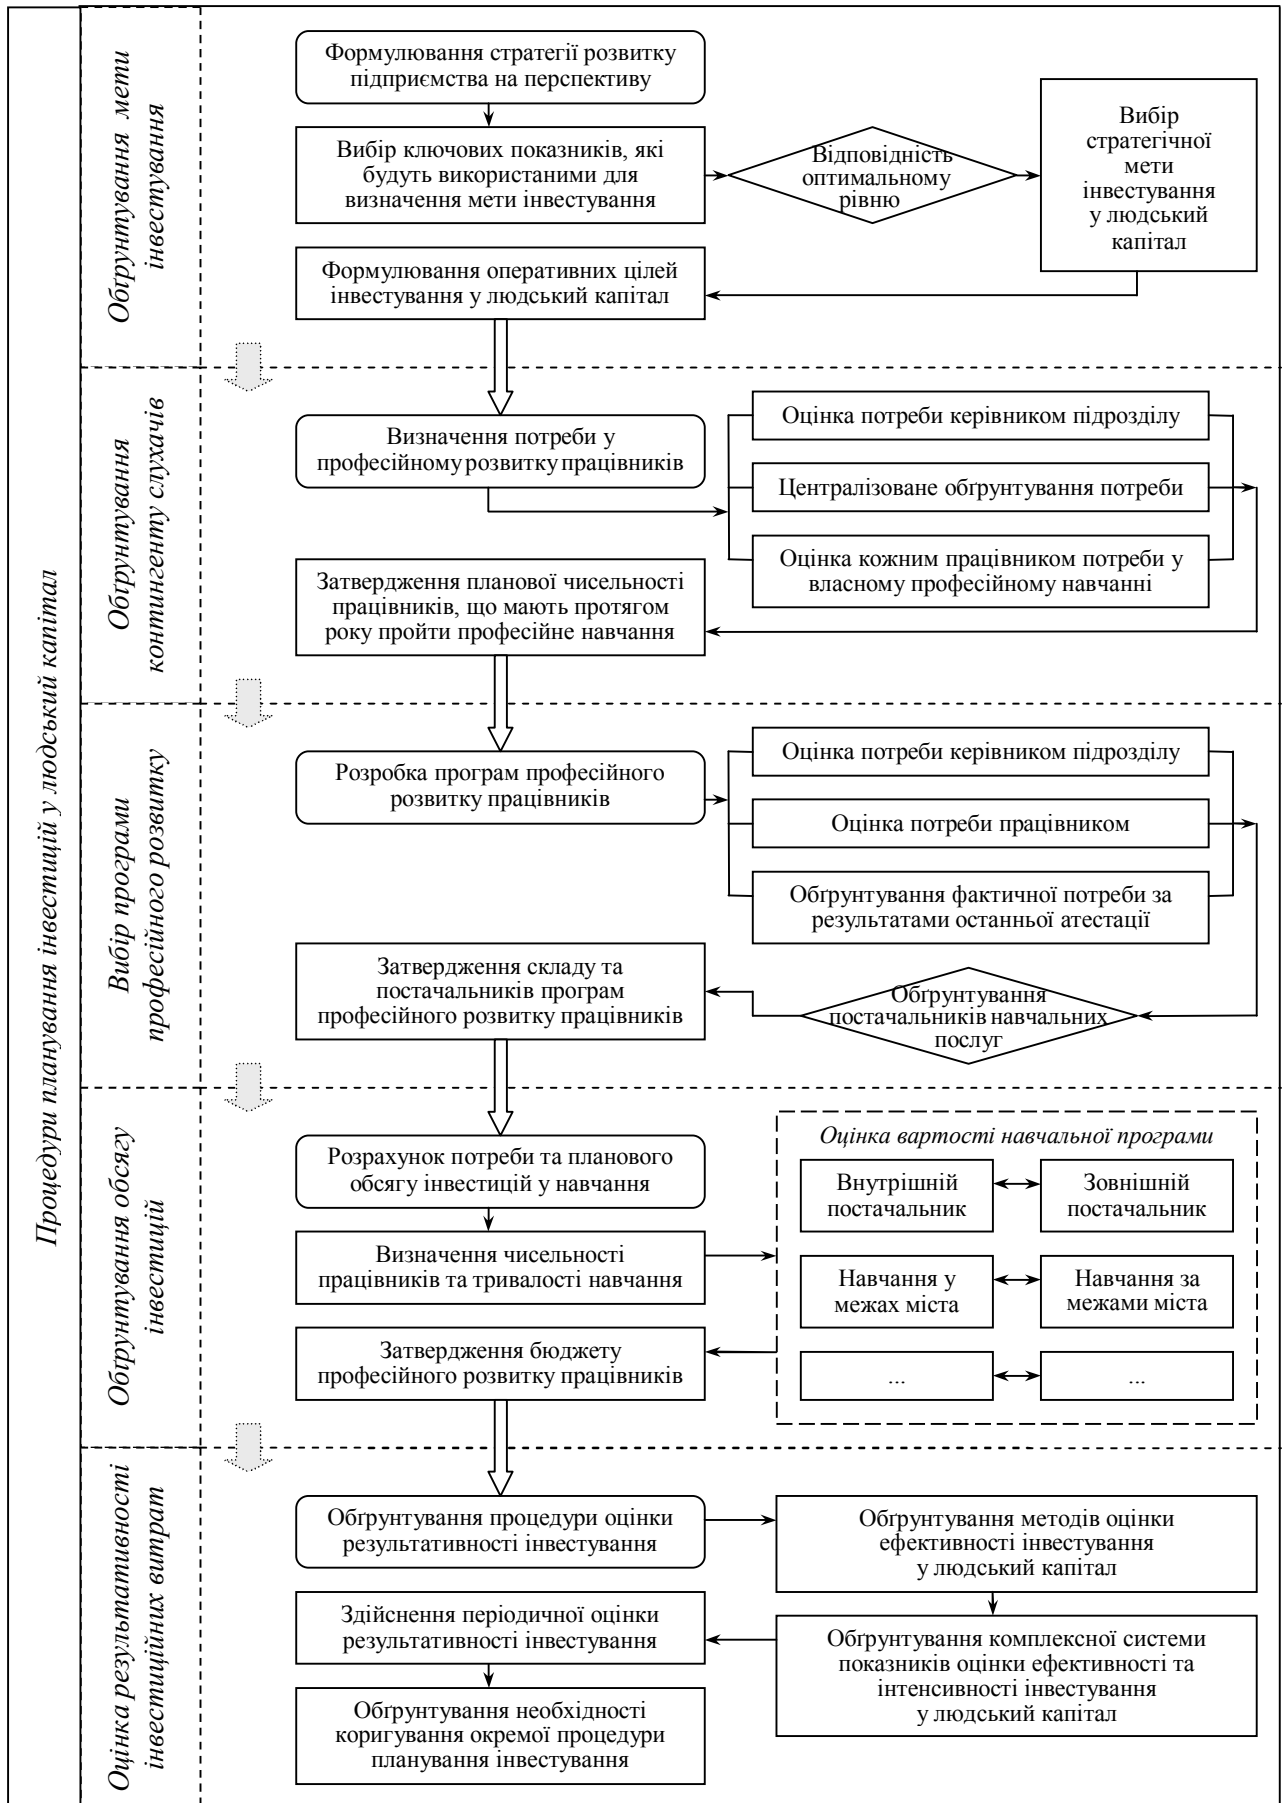 Процедури планування інвестицій у людський капітал
Обґрунтування мети
інвестування
Формулювання стратегії розвитку
підприємства на перспективу
Вибір ключових показників, які
будуть використаними для
визначення мети інвестування
Відповідність
оптимальному
рівню
Вибір
стратегічної
мети
інвестування
у людський
капітал
Формулювання оперативних цілей
інвестування у людський капітал
Обґрунтування
контингенту слухачів
Визначення потреби у
професійному розвитку працівників
Оцінка потреби керівником підрозділу
Централізоване обґрунтування потреби
Оцінка кожним працівником потреби у
власному професійному навчанні
Затвердження планової чисельності
працівників, що мають протягом
року пройти професійне навчання
Вибір програми
професійного розвитку
Розробка програм професійного
розвитку працівників
Оцінка потреби керівником підрозділу
Оцінка потреби працівником
Обґрунтування фактичної потреби за
результатами останньої атестації
Затвердження складу та
постачальників програм
професійного розвитку працівників
Обґрунтування
постачальників навчальних
послуг
Обґрунтування обсягу
інвестицій
Розрахунок потреби та планового
обсягу інвестицій у навчання
Визначення чисельності
працівників та тривалості навчання
Затвердження бюджету
професійного розвитку працівників
Оцінка вартості навчальної програми
Внутрішній
постачальник
Зовнішній
постачальник
Навчання у
межах міста
Навчання за
межами міста
...
...
Оцінка результативності
інвестиційних витрат
Обґрунтування процедури оцінки
результативності інвестування
Обґрунтування методів оцінки
ефективності інвестування
у людський капітал
Здійснення періодичної оцінки
результативності інвестування
Обґрунтування комплексної системи
показників оцінки ефективності та
інтенсивності інвестування
у людський капітал
Обґрунтування необхідності
коригування окремої процедури
планування інвестування